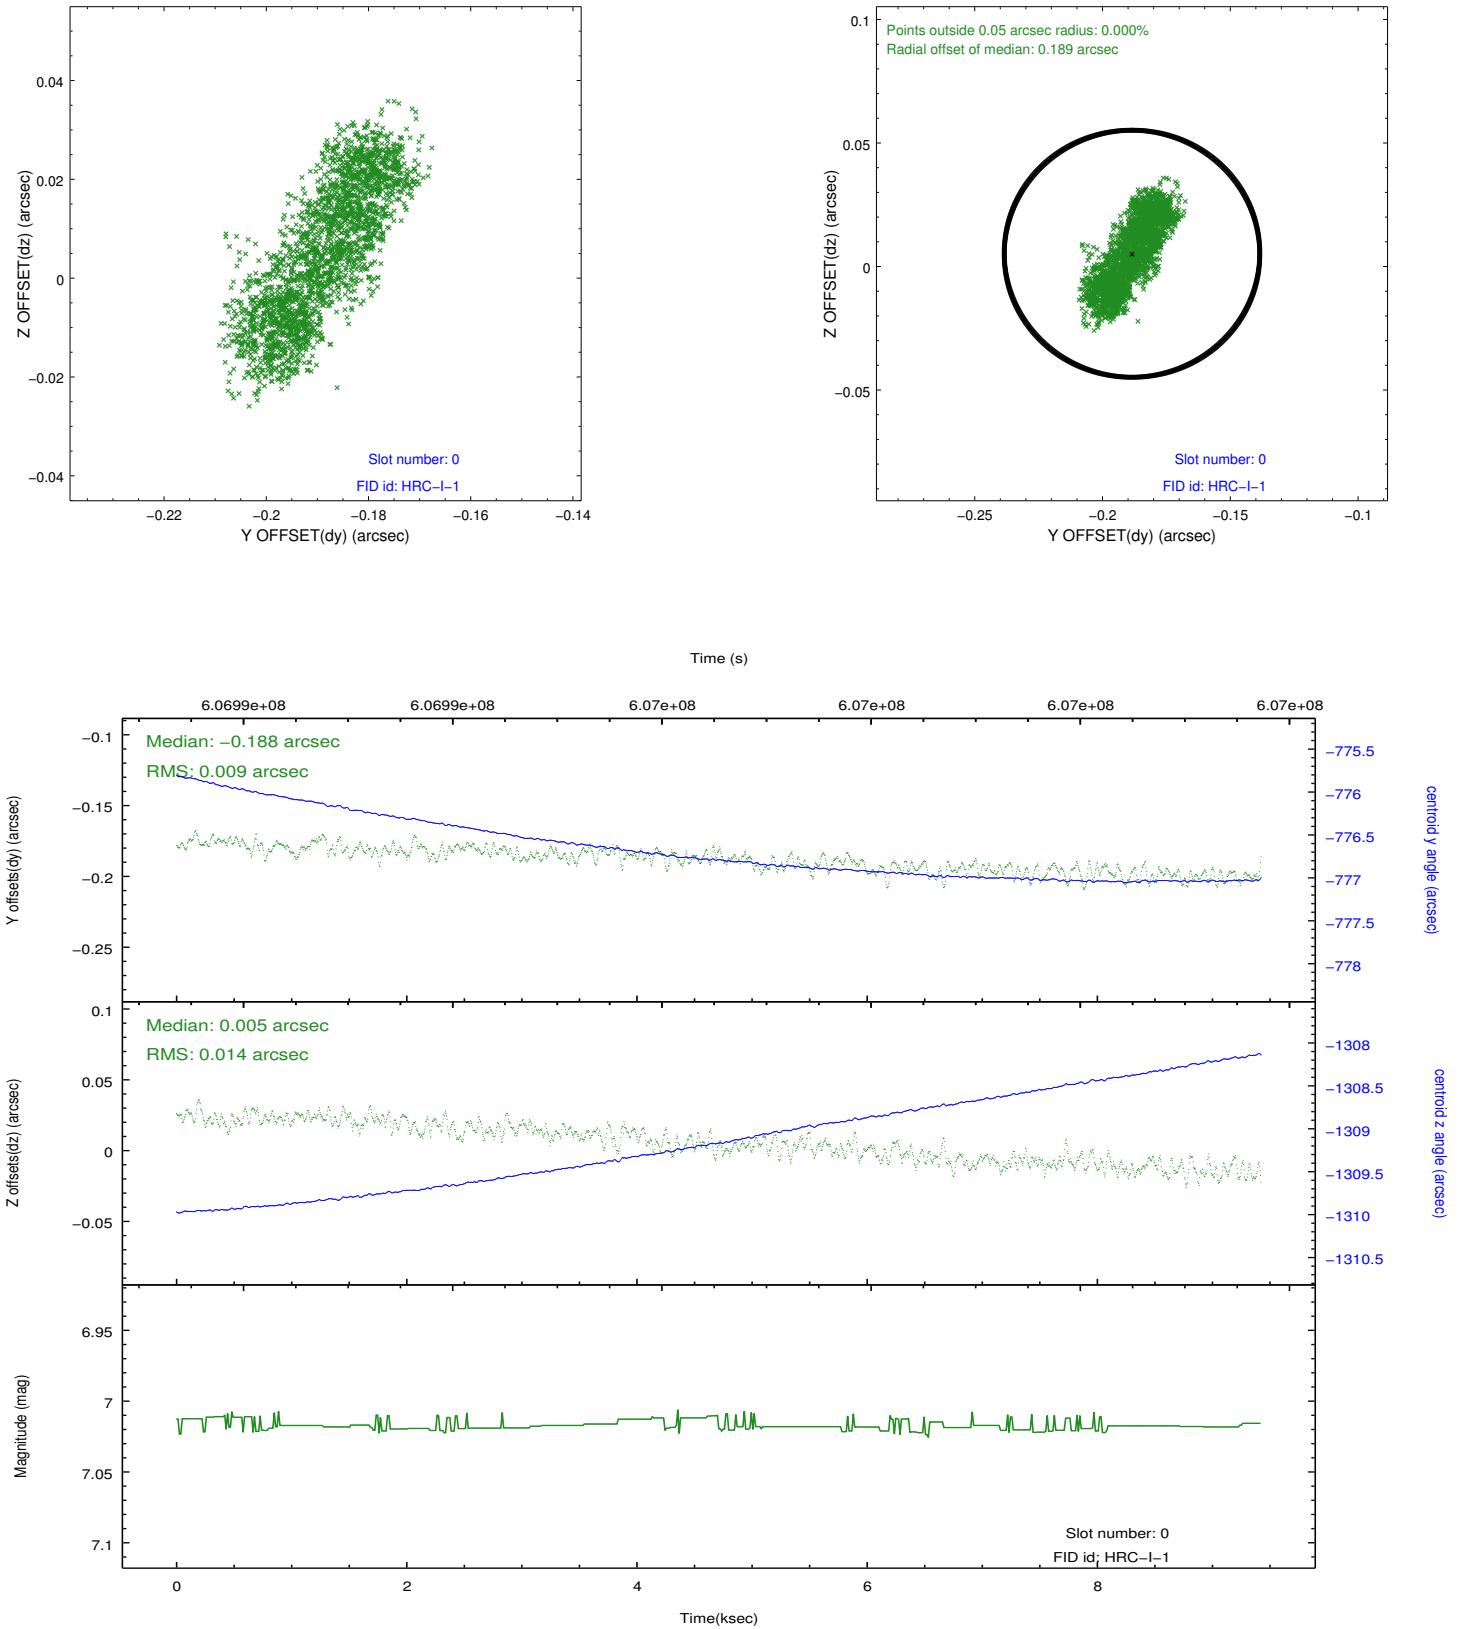 0.04
0.02
0
−0.02
−0.04
Z OFFSET(dz) (arcsec)
Slot number: 0
FID id: HRC−I−1
−0.22
−0.2
−0.18
−0.16
−0.14
Y OFFSET(dy) (arcsec)
Points outside 0.05 arcsec radius: 0.000%
Radial offset of median: 0.189 arcsec
0.1
0.05
0
−0.05
Z OFFSET(dz) (arcsec)
Slot number: 0
FID id: HRC−I−1
−0.25
−0.2
−0.15
−0.1
Y OFFSET(dy) (arcsec)
Time (s)
6.0699e+08
6.0699e+08
6.07e+08
6.07e+08
6.07e+08
6.07e+08
Median: −0.188 arcsec
RMS: 0.009 arcsec
−0.1
−0.15
−0.2
−0.25
Y offsets(dy) (arcsec)
−775.5
−776
−776.5
−777
−777.5
−778
centroid y angle (arcsec)
Median: 0.005 arcsec
RMS: 0.014 arcsec
0.1
0.05
0
−0.05
Z offsets(dz) (arcsec)
−1308
−1308.5
−1309
−1309.5
−1310
−1310.5
centroid z angle (arcsec)
6.95
7
7.05
7.1
Magnitude (mag)
Slot number: 0
FID id: HRC−I−1
0
2
4
6
8
Time(ksec)